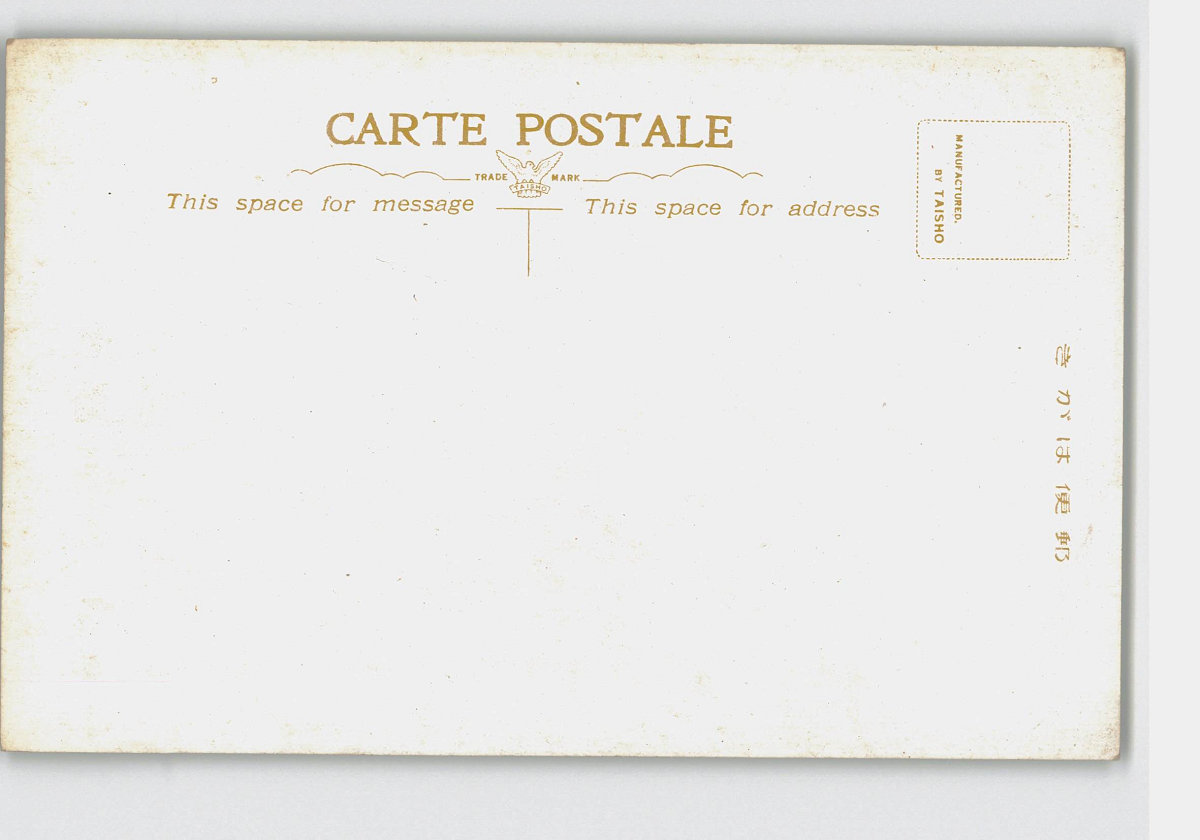 CARTE POSTALE
TRADE MARK
TAISHO
This space for message
This space for address
MANUFACTURED.
BY TAISHO
郵便はがき